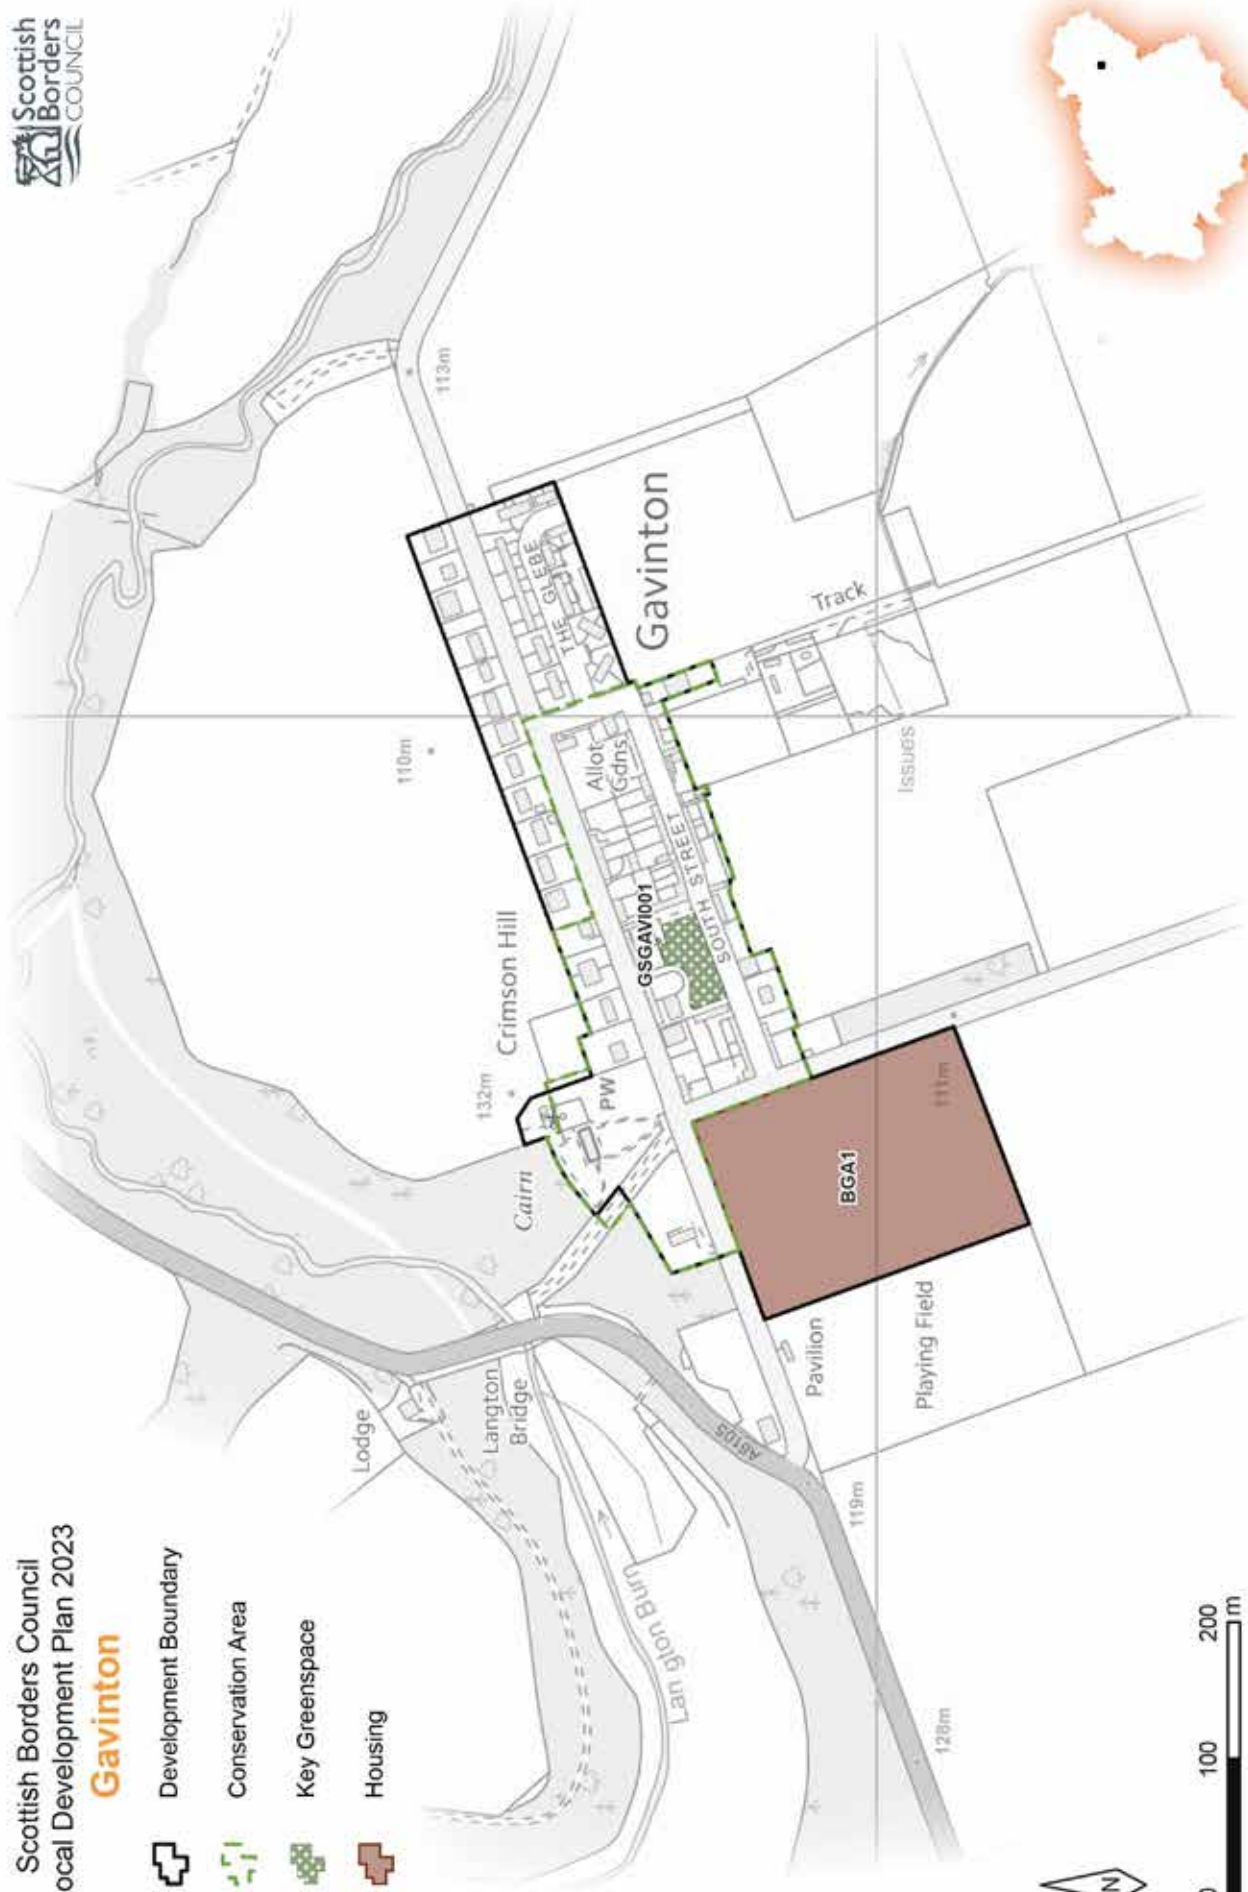 Scottish Borders Council
ocal Development Plan 2023
Gavinton
Development Boundary
Conservation Area
Key Greenspace
Housing
Scottish
Borders
COUNCIL
Lodge
Langton
Bridge
Lan gton Burn
Cairn
132m
Crimson Hill
110m
113m
PW
GSGAVI001
Allot
Gdns
SOUTH STREET
THE GLEBE
Gavinton
Track
Issues
A6105
Pavilion
Playing Field
BGA1
111m
119m
128m
N
0
100
200
m